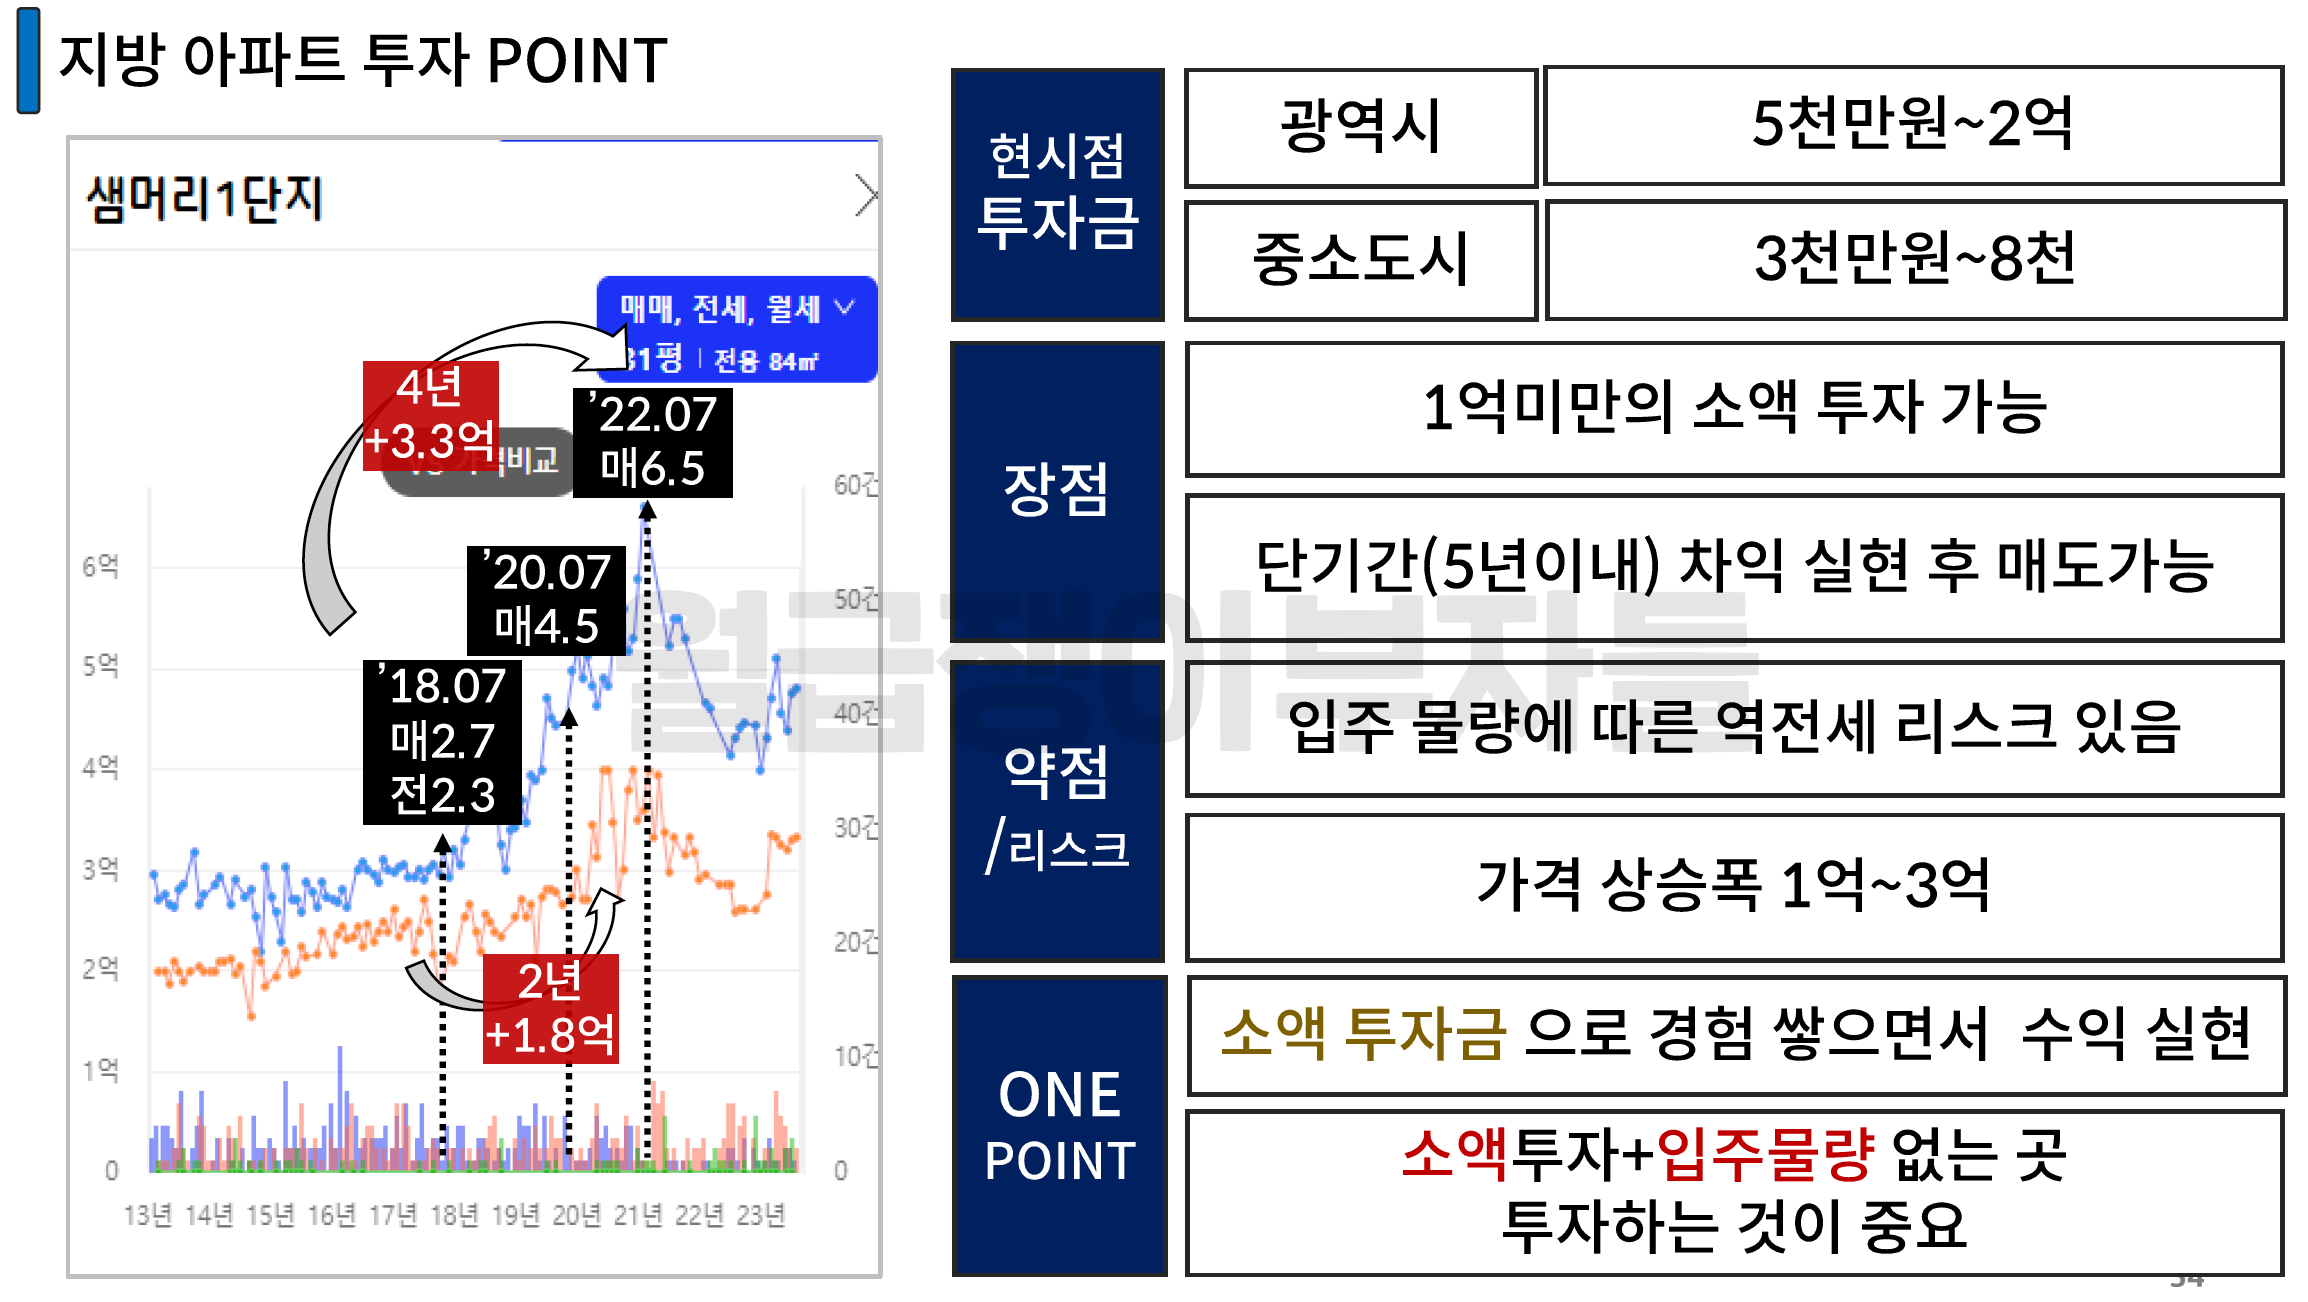 지방 아파트 투자 POINT
샘머리1단지
매매, 전세, 월세
31평 | 전용 84㎡
4년
+3.3억
가격비교
’22.07
매6.5
’20.07
매4.5
’18.07
매2.7
전2.3
2년
+1.8억
6억
5억
4억
3억
2억
1억
0
60건
50건
40건
30건
20건
10건
0
13년 14년 15년 16년 17년 18년 19년 20년 21년 22년 23년
현시점
투자금
광역시
5천만원~2억
중소도시
3천만원~8천
장점
1억미만의 소액 투자 가능
단기간(5년이내) 차익 실현 후 매도가능
약점
/리스크
입주 물량에 따른 역전세 리스크 있음
가격 상승폭 1억~3억
ONE
POINT
소액 투자금 으로 경험 쌓으면서 수익 실현
소액투자+입주물량 없는 곳
투자하는 것이 중요
월급쟁이 부자들